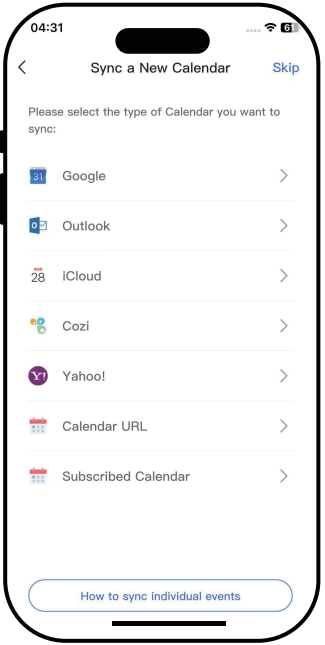 04:31
61
Sync a New Calendar
Skip
Please select the type of Calendar you want to
sync:
31
Google
Outlook
WED
28
iCloud
Cozi
Y!
Yahoo!
Calendar URL
Subscribed Calendar
How to sync individual events